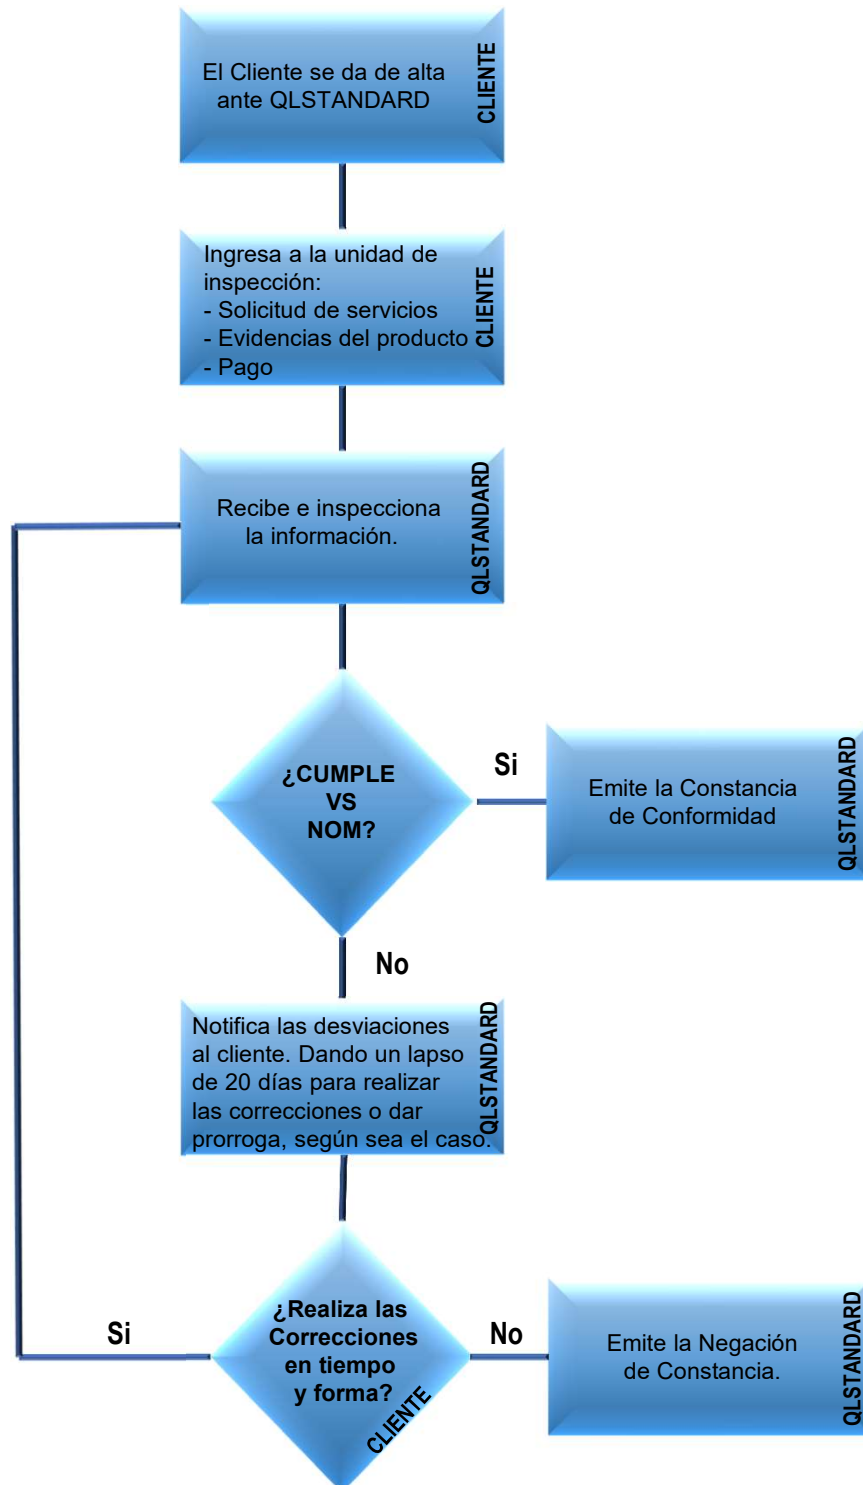 El Cliente se da de alta
ante QLSTANDARD
CLIENTE
Ingresa a la unidad de
inspección:
- Solicitud de servicios
- Evidencias del producto
- Pago
CLIENTE
Recibe e inspecciona
la información.
QLSTANDARD
¿CUMPLE
VS
NOM?
Si
Emite la Constancia
de Conformidad
QLSTANDARD
No
Notifica las desviaciones
al cliente. Dando un lapso
de 20 días para realizar
las correcciones o dar
prorroga, según sea el caso.
QLSTANDARD
¿Realiza las
Correcciones
en tiempo
y forma?
CLIENTE
Si
No
Emite la Negación
de Constancia.
QLSTANDARD